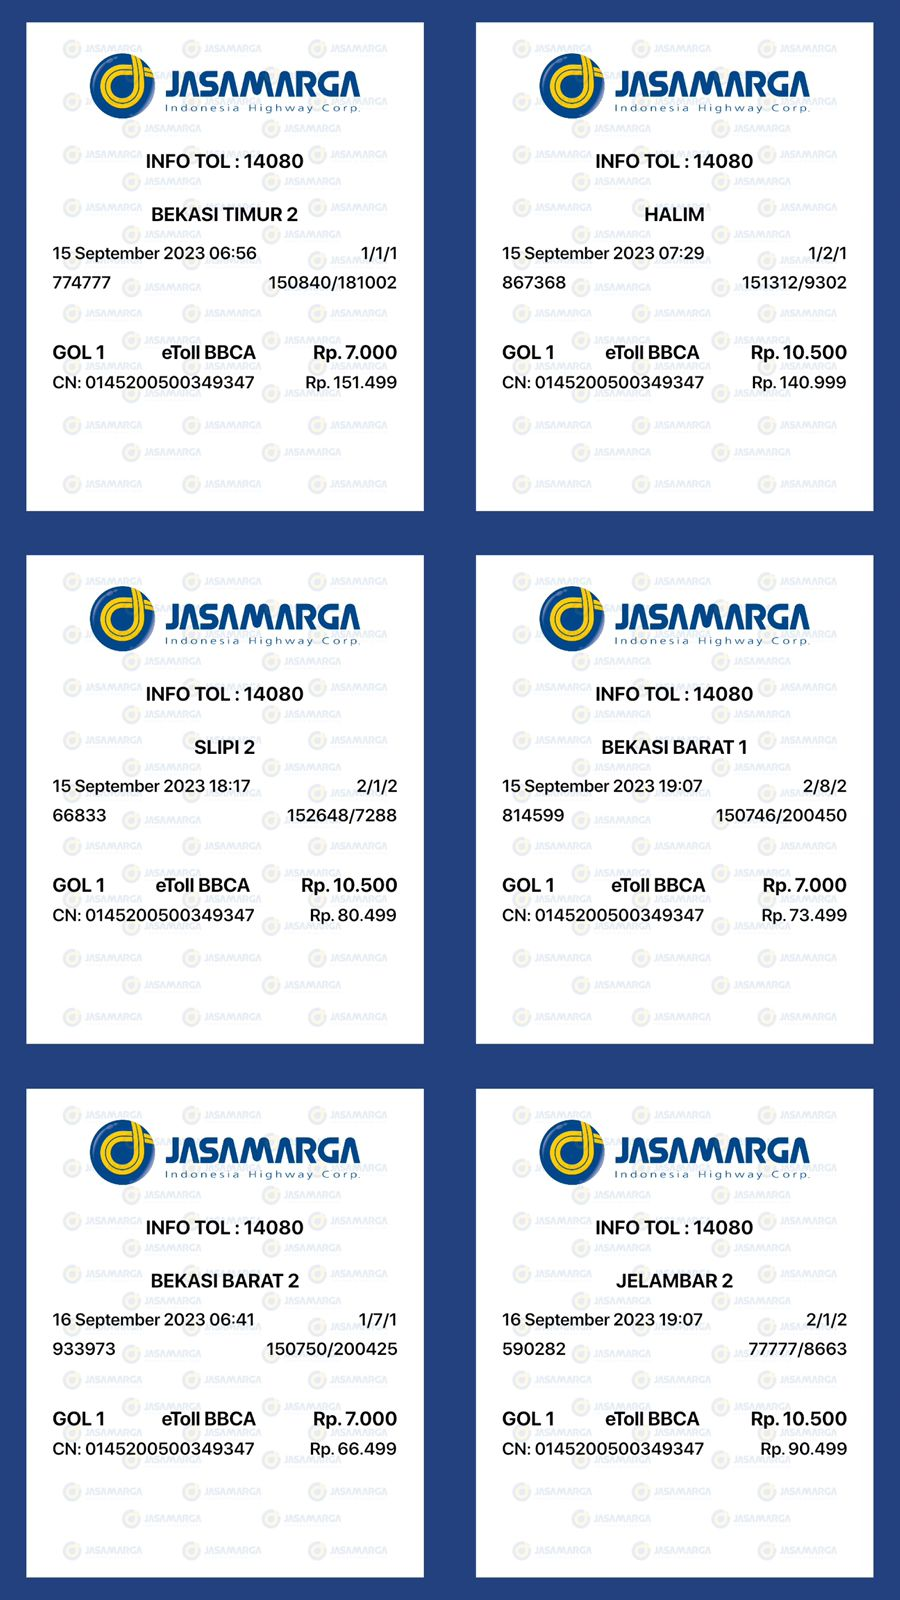 JASAMARGA
Indonesia Highway Corp.
INFO TOL : 14080
BEKASI TIMUR 2
15 September 2023 06:56 1/1/1
774777 150840/181002
GOL 1 eToll BBCA Rp. 7.000
CN: 0145200500349347 Rp. 151.499
JASAMARGA
Indonesia Highway Corp.
INFO TOL : 14080
HALIM
15 September 2023 07:29 1/2/1
867368 151312/9302
GOL 1 eToll BBCA Rp. 10.500
CN: 0145200500349347 Rp. 140.999
JASAMARGA
Indonesia Highway Corp.
INFO TOL : 14080
SLIPI 2
15 September 2023 18:17 2/1/2
66833 152648/7288
GOL 1 eToll BBCA Rp. 10.500
CN: 0145200500349347 Rp. 80.499
JASAMARGA
Indonesia Highway Corp.
INFO TOL : 14080
BEKASI BARAT 1
15 September 2023 19:07 2/8/2
814599 150746/200450
GOL 1 eToll BBCA Rp. 7.000
CN: 0145200500349347 Rp. 73.499
JASAMARGA
Indonesia Highway Corp.
INFO TOL : 14080
BEKASI BARAT 2
16 September 2023 06:41 1/7/1
933973 150750/200425
GOL 1 eToll BBCA Rp. 7.000
CN: 0145200500349347 Rp. 66.499
JASAMARGA
Indonesia Highway Corp.
INFO TOL : 14080
JELAMBAR 2
16 September 2023 19:07 2/1/2
590282 77777/8663
GOL 1 eToll BBCA Rp. 10.500
CN: 0145200500349347 Rp. 90.499